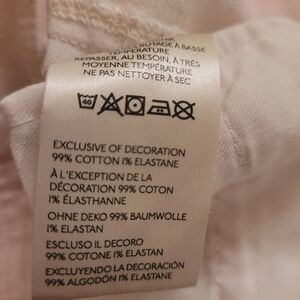 SUTAGE À BASSE
TEMPÉRATURE
REPASSER, AU BESOIN, À TRÈS
MOYENNE TEMPÉRATURE
NE PAS NETTOYER À SEC
40
EXCLUSIVE OF DECORATION
99% COTTON 1% ELASTANE
À L'EXCEPTION DE LA
DÉCORATION 99% COTON
1% ÉLASTHANNE
OHNE DEKO 99% BAUMWOLLE
1% ELASTAN
ESCLUSO IL DECORO
99% COTONE 1% ELASTAN
EXCLUYENDO LA DECORACIÓN
99% ALGODÓN 1% ELASTANO